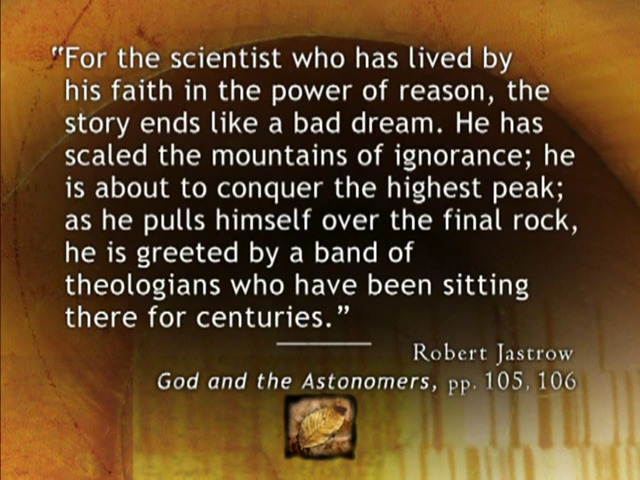 “For the scientist who has lived by
his faith in the power of reason, the
story ends like a bad dream. He has
scaled the mountains of ignorance; he
is about to conquer the highest peak;
as he pulls himself over the final rock,
he is greeted by a band of
theologians who have been sitting
there for centuries.”
Robert Jastrow
God and the Astonomers, pp. 105, 106